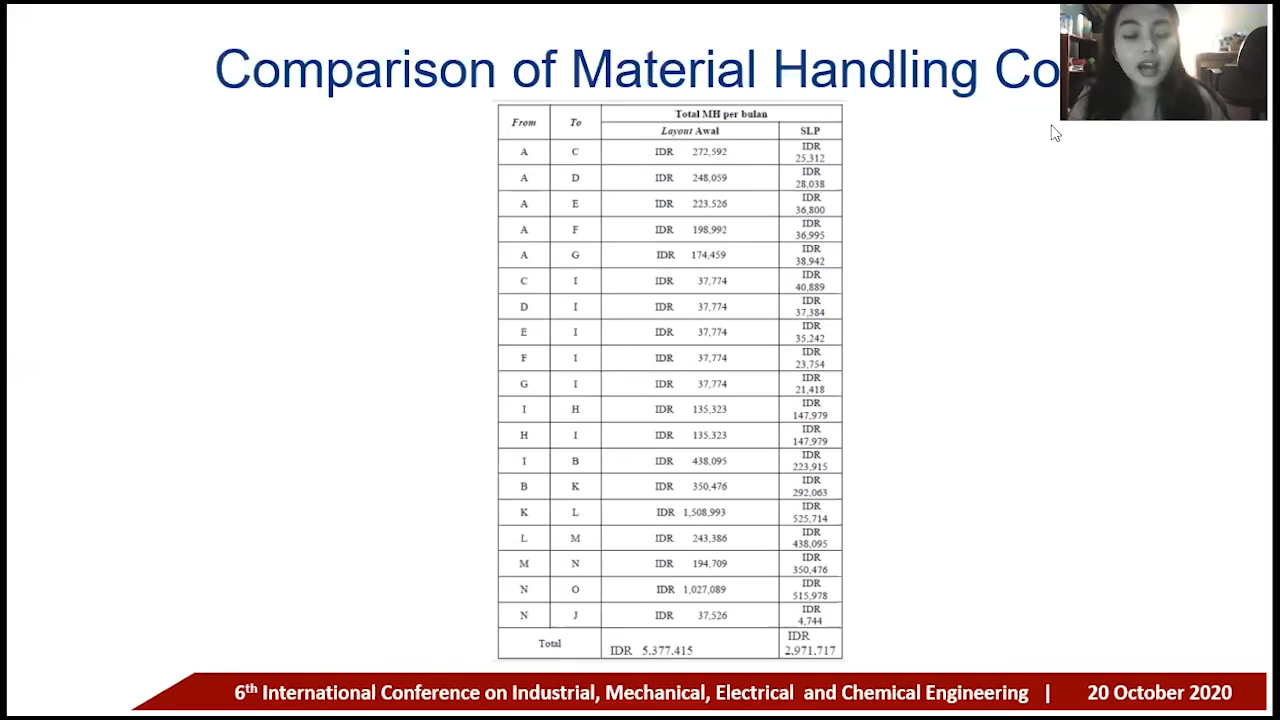 Comparison of Material Handling Co
From To Total MH per bulan
Layout Awal SLP
A C IDR 272,592 IDR 25,312
A D IDR 248,059 IDR 28,038
A E IDR 223,526 IDR 36,800
A F IDR 198,992 IDR 36,995
A G IDR 174,459 IDR 38,942
C I IDR 37,774 IDR 40,889
D I IDR 37,774 IDR 37,384
E I IDR 37,774 IDR 35,242
F I IDR 37,774 IDR 23,754
G I IDR 37,774 IDR 21,418
I H IDR 135,323 IDR 147,979
H I IDR 135,323 IDR 147,979
I B IDR 438,095 IDR 223,915
B K IDR 350,476 IDR 292,063
K L IDR 1,508,993 IDR 525,714
L M IDR 243,386 IDR 438,095
M N IDR 194,709 IDR 350,476
N O IDR 1,027,089 IDR 515,978
N J IDR 37,526 IDR 4,744
Total IDR 5,377,415 IDR 2,971,717
6th International Conference on Industrial, Mechanical, Electrical and Chemical Engineering | 20 October 2020